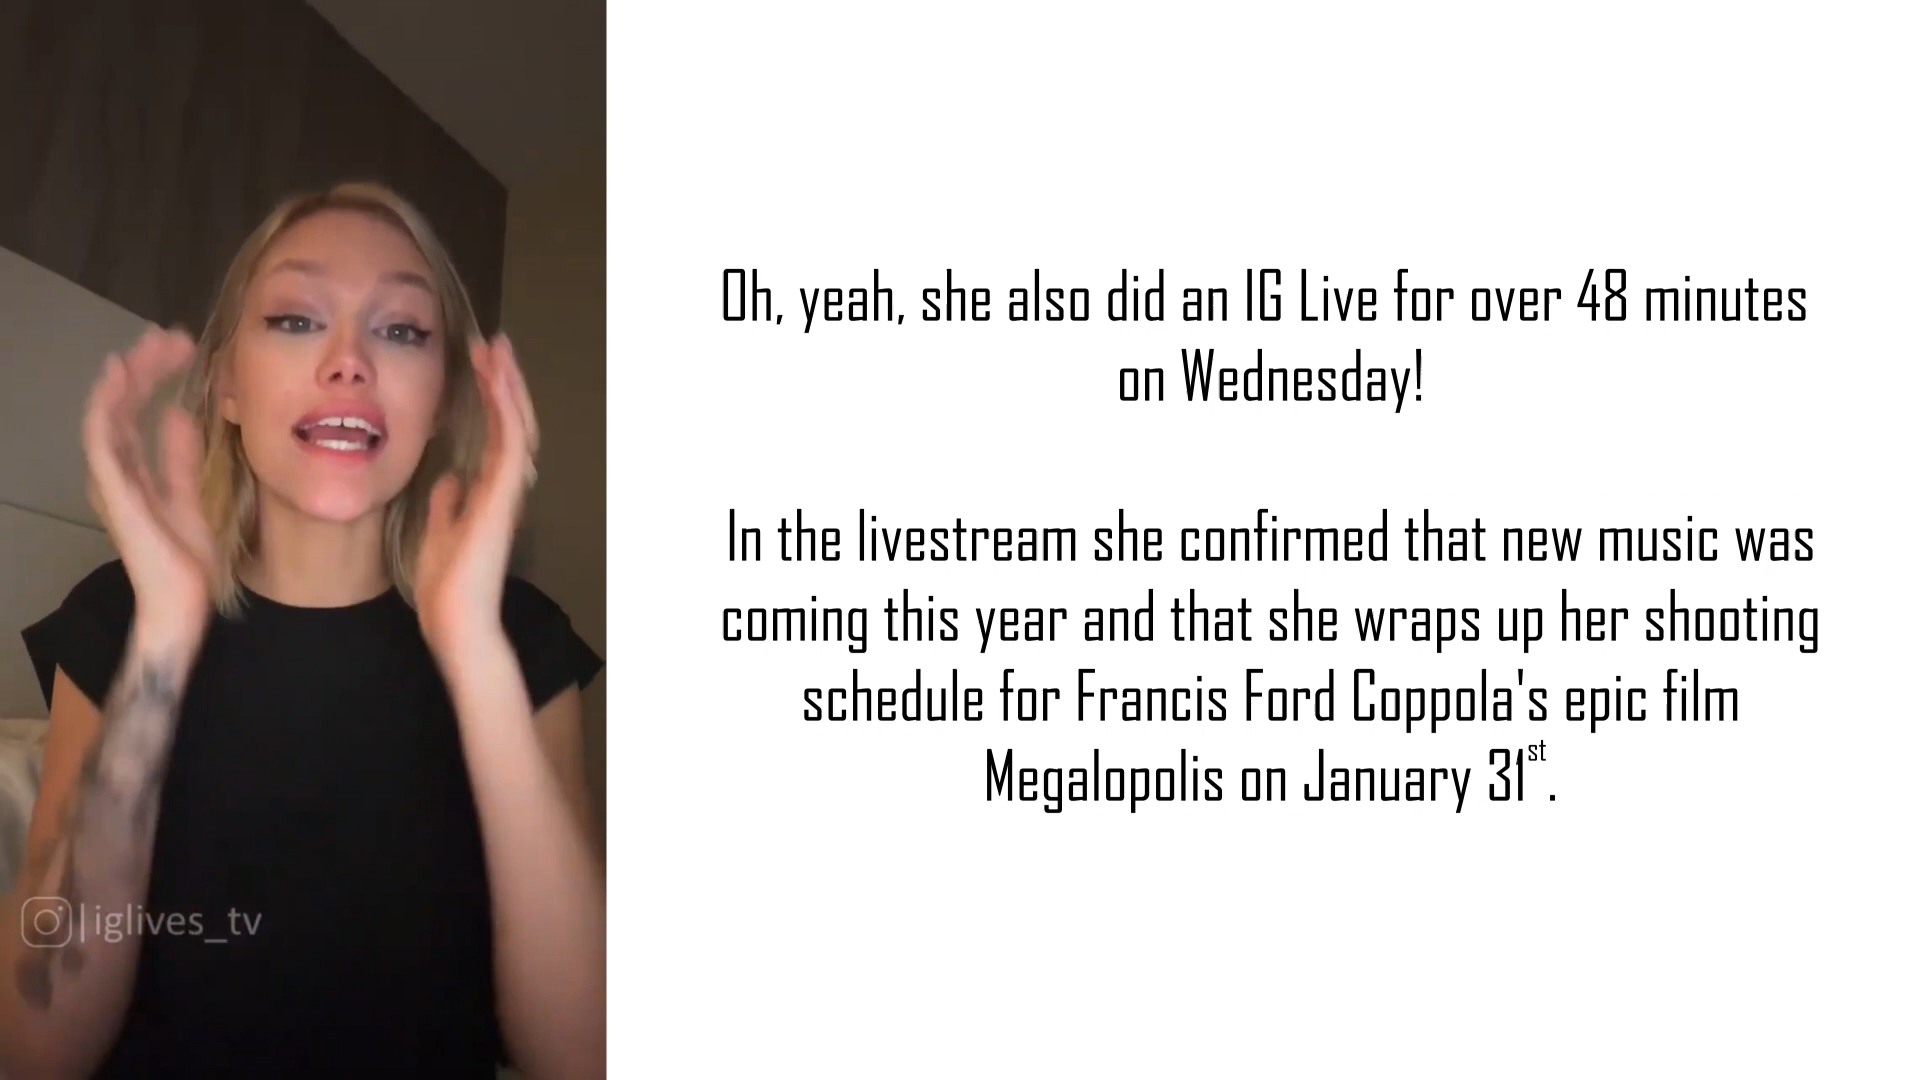 Oh, yeah, she also did an IG Live for over 48 minutes
on Wednesday!
In the livestream she confirmed that new music was
coming this year and that she wraps up her shooting
schedule for Francis Ford Coppola's epic film
Megalopolis on January 31st.
|iglives_tv